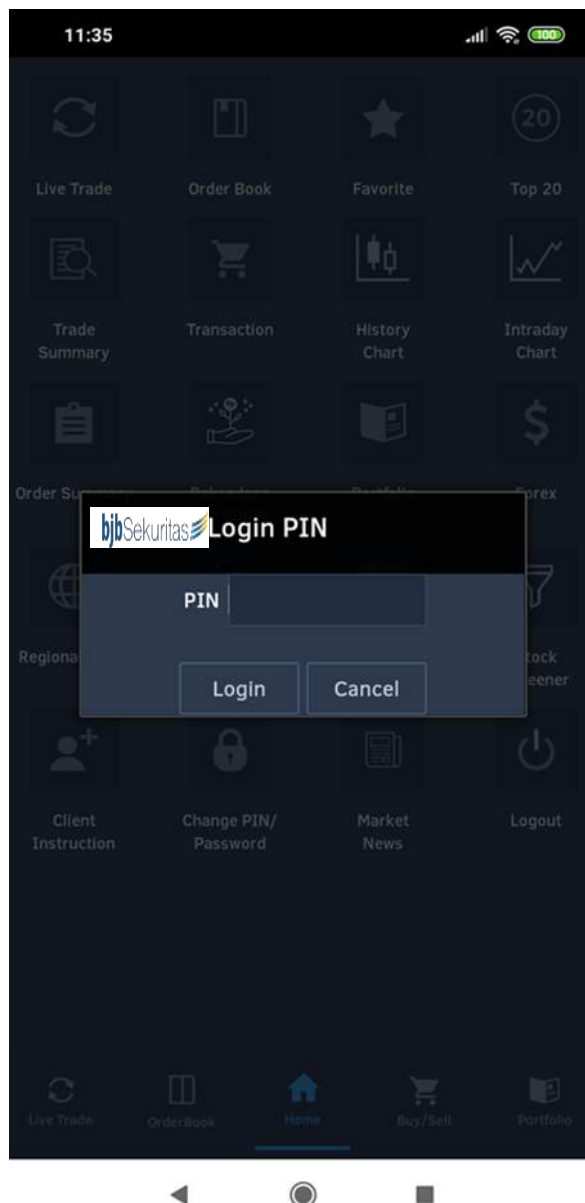 11:35
100
20
Live Trade
Order Book
Favorite
Top 20
Trade
Summary
Transaction
History
Chart
Intraday
Chart
Order
Forex
bjbSekuritas Login PIN
PIN
Regional
Login
Cancel
Client
Instruction
Change PIN/
Password
Market
News
Logout
Live Trade
OrderBook
Home
Buy/Sell
Portfolio